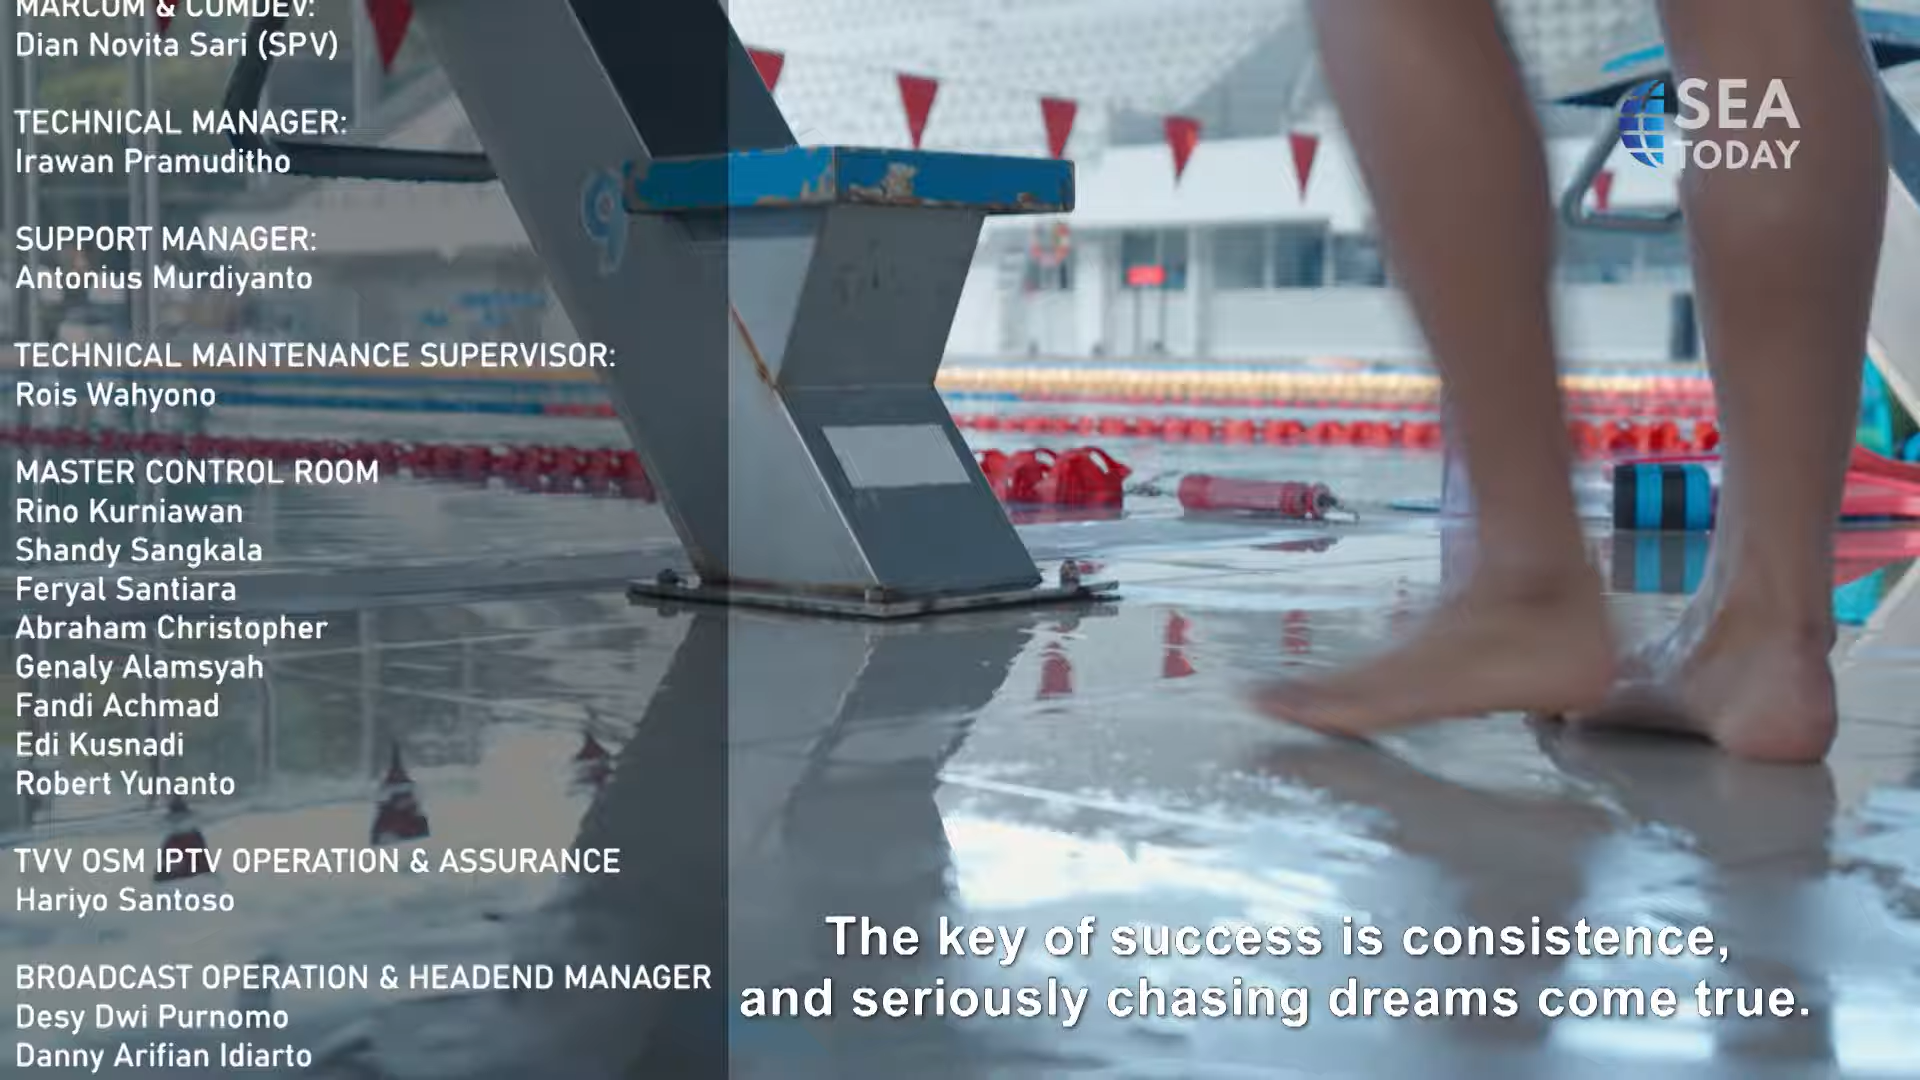 MARCOM & COMDEV:
Dian Novita Sari (SPV)
TECHNICAL MANAGER:
Irawan Pramuditho
SUPPORT MANAGER:
Antonius Murdiyanto
TECHNICAL MAINTENANCE SUPERVISOR:
Rois Wahyono
MASTER CONTROL ROOM
Rino Kurniawan
Shandy Sangkala
Feryal Santiara
Abraham Christopher
Genaly Alamsyah
Fandi Achmad
Edi Kusnadi
Robert Yunanto
TVV OSM IPTV OPERATION & ASSURANCE
Hariyo Santoso
BROADCAST OPERATION & HEADEND MANAGER
Desy Dwi Purnomo
Danny Arifian Idiarto
9
SEA
TODAY
The key of success is consistence,
and seriously chasing dreams come true.